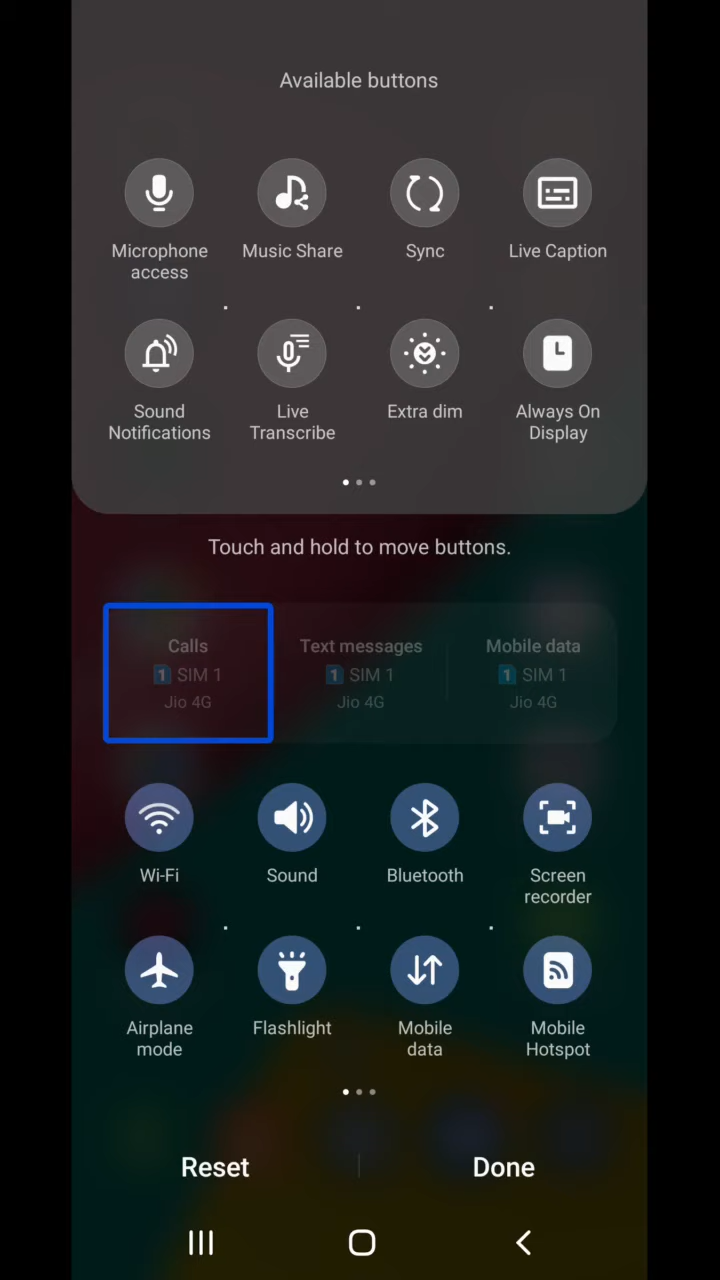 Available buttons
Microphone access
Music Share
Sync
Live Caption
Sound Notifications
Live Transcribe
Extra dim
Always On Display
Touch and hold to move buttons.
Calls
1 SIM 1
Jio 4G
Text messages
1 SIM 1
Jio 4G
Mobile data
1 SIM 1
Jio 4G
Wi-Fi
Sound
Bluetooth
Screen recorder
Airplane mode
Flashlight
Mobile data
Mobile Hotspot
Reset
Done